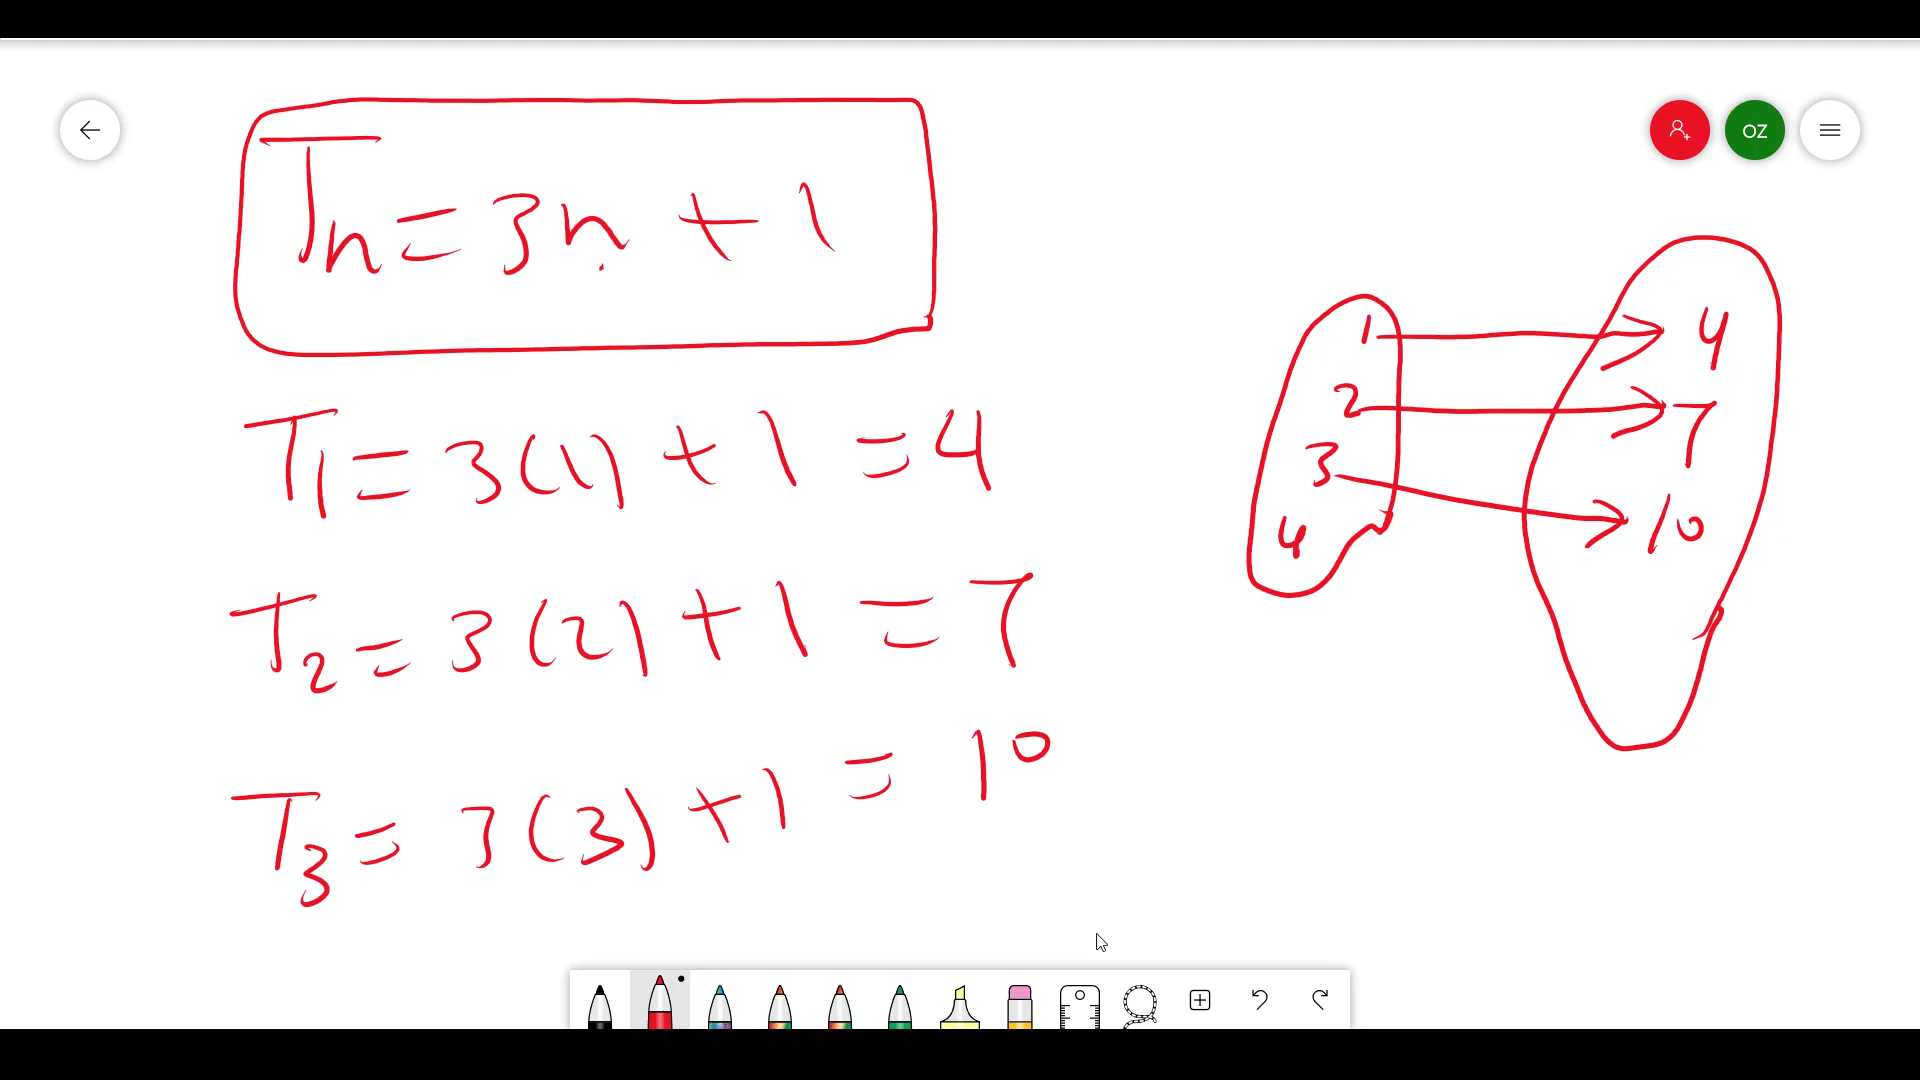 OZ
Tn = 3n + 1
T1 = 3(1) + 1 = 4
T2 = 3(2) + 1 = 7
T3 = 3(3) + 1 = 10
1 4
2 7
3 10
4